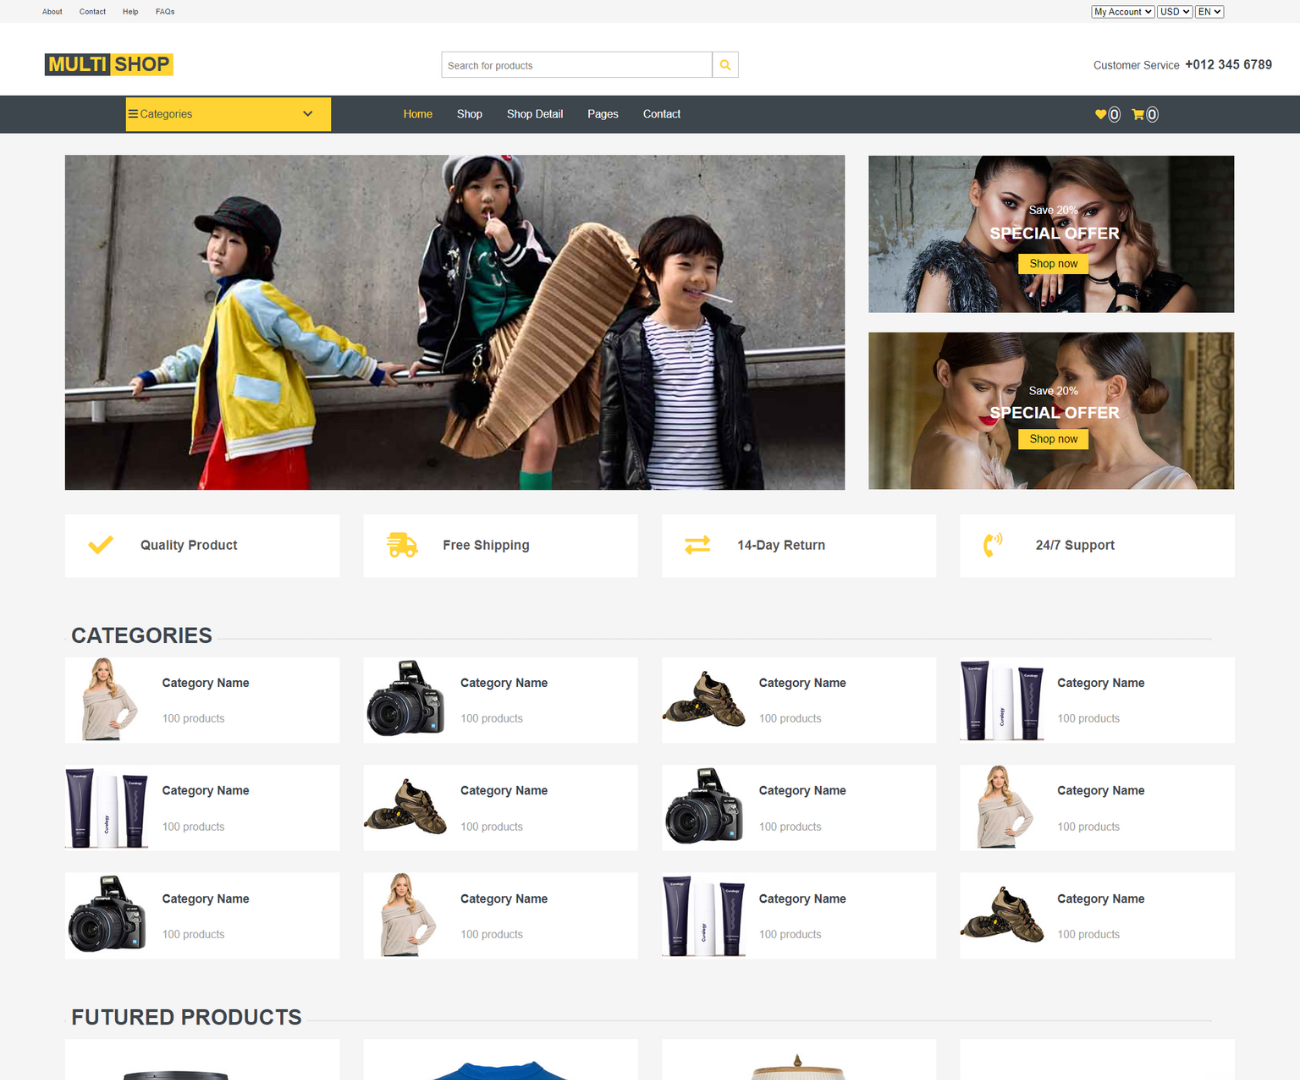 About Contact Help FAQs My Account USD EN
MULTI SHOP Search for products Customer Service +012 345 6789
Categories Home Shop Shop Detail Pages Contact 0 0
Save 20%
SPECIAL OFFER
Shop now
Save 20%
SPECIAL OFFER
Shop now
Quality Product Free Shipping 14-Day Return 24/7 Support
CATEGORIES
Category Name Category Name Category Name Category Name
100 products 100 products 100 products 100 products
Category Name Category Name Category Name Category Name
100 products 100 products 100 products 100 products
Category Name Category Name Category Name Category Name
100 products 100 products 100 products 100 products
FUTURED PRODUCTS